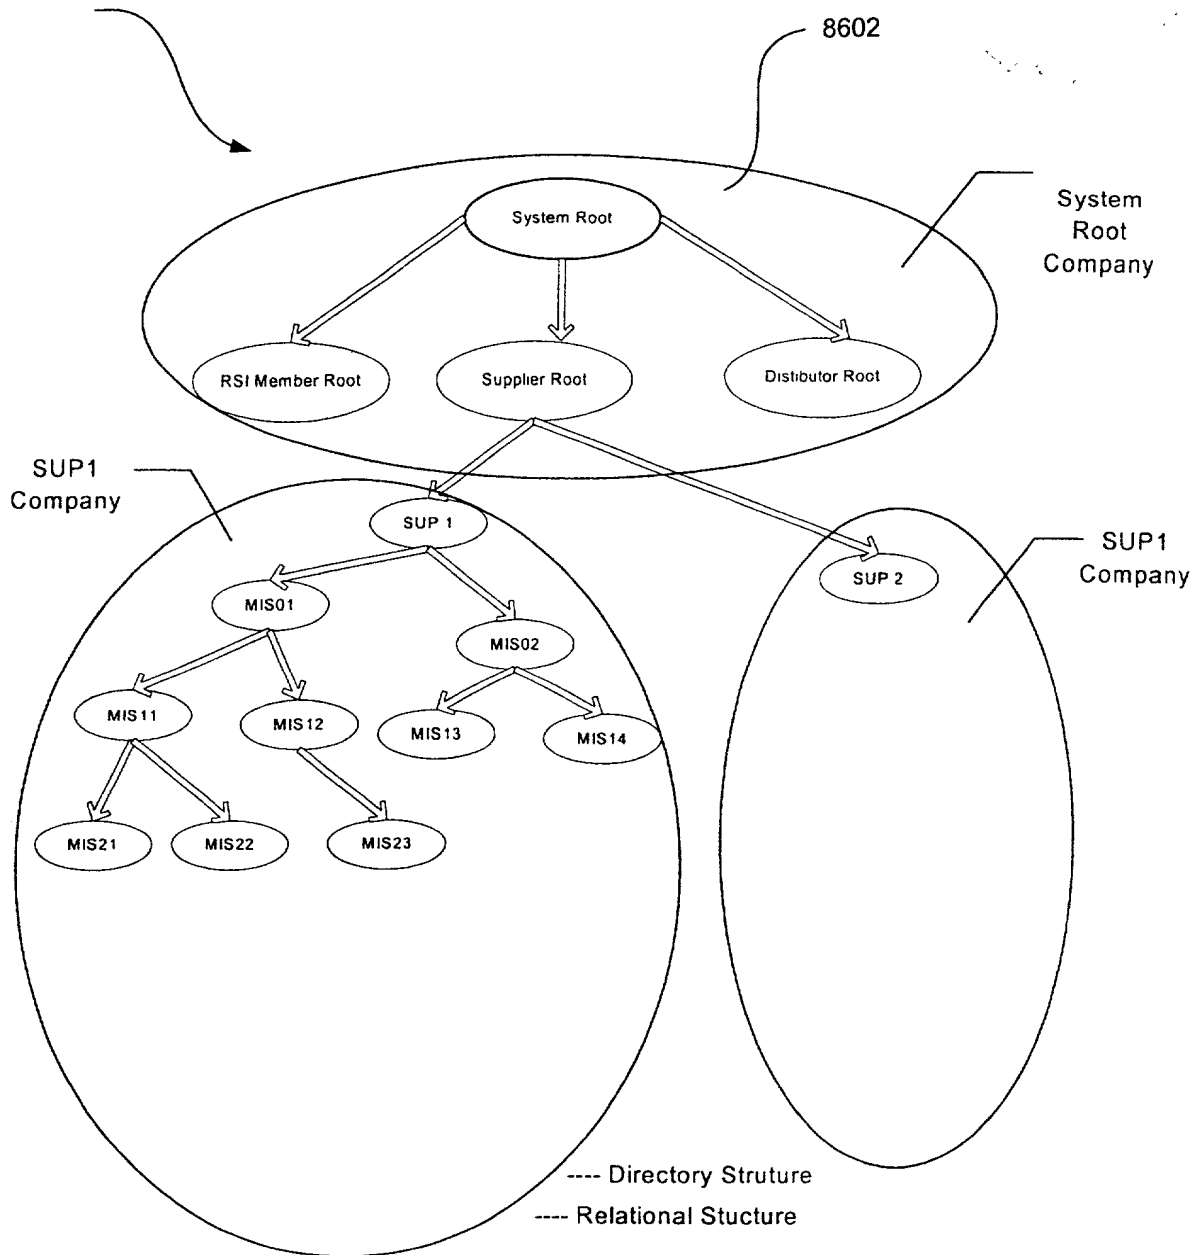 8602
System Root
System
Root
Company
RSI Member Root
Supplier Root
Distibutor Root
SUP1
Company
SUP 1
SUP1
Company
SUP 2
MIS01
MIS02
MIS11
MIS12
MIS13
MIS14
MIS21
MIS22
MIS23
---- Directory Struture
---- Relational Stucture